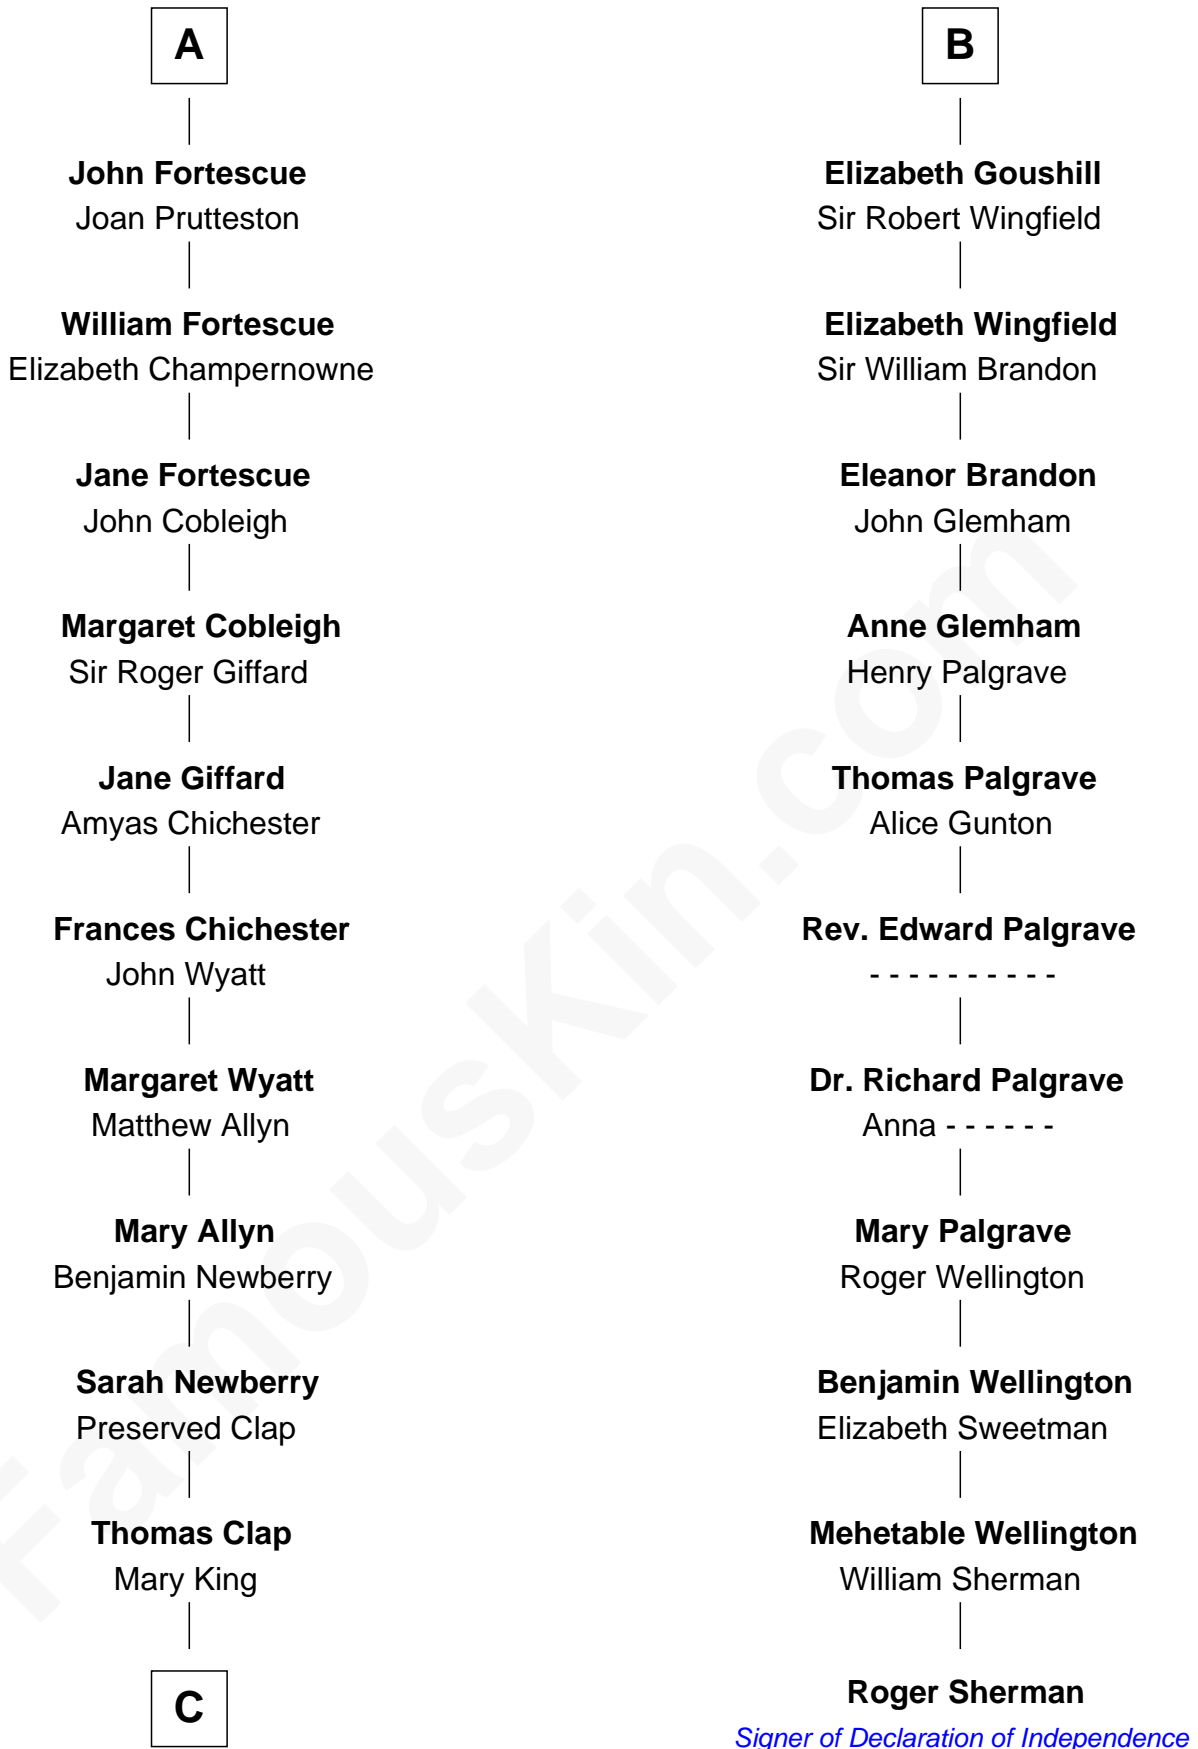 A
John Fortescue
Joan Prutteston
William Fortescue
Elizabeth Champernowne
Jane Fortescue
John Cobleigh
Margaret Cobleigh
Sir Roger Giffard
Jane Giffard
Amyas Chichester
Frances Chichester
John Wyatt
Margaret Wyatt
Matthew Allyn
Mary Allyn
Benjamin Newberry
Sarah Newberry
Preserved Clap
Thomas Clap
Mary King
C
B
Elizabeth Goushill
Sir Robert Wingfield
Elizabeth Wingfield
Sir William Brandon
Eleanor Brandon
John Glemham
Anne Glemham
Henry Palgrave
Thomas Palgrave
Alice Gunton
Rev. Edward Palgrave
- - - - - - - - - -
Dr. Richard Palgrave
Anna - - - - - -
Mary Palgrave
Roger Wellington
Benjamin Wellington
Elizabeth Sweetman
Mehetable Wellington
William Sherman
Roger Sherman
Signer of Declaration of Independence
FamousKin.com